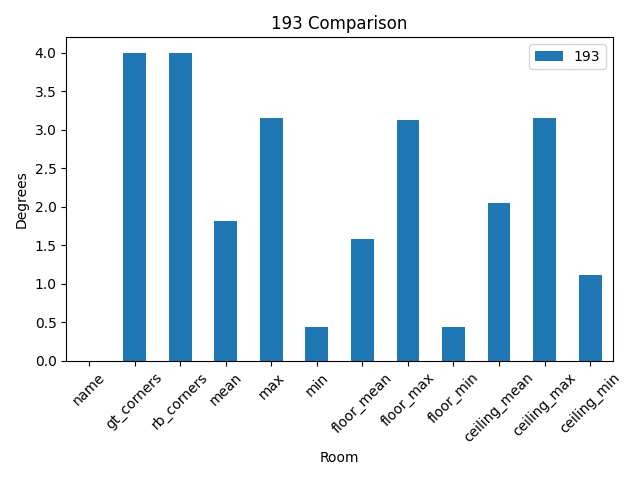 193 Comparison
193
Degrees
4.0
3.5
3.0
2.5
2.0
1.5
1.0
0.5
0.0
name
gt_corners
rb_corners
mean
max
min
floor_mean
floor_max
floor_min
ceiling_mean
ceiling_max
ceiling_min
Room